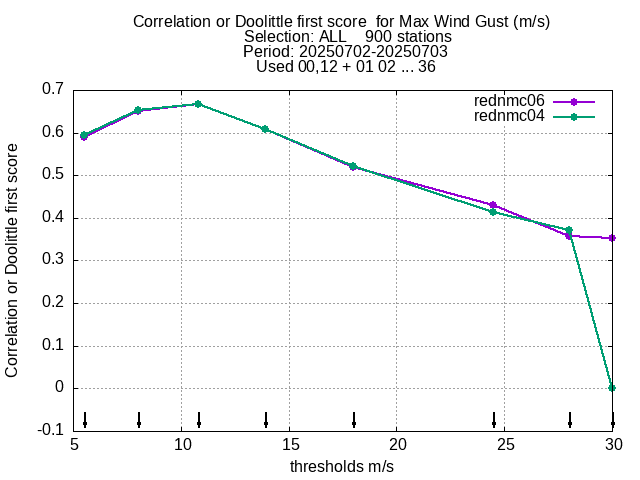 Correlation or Doolittle first score  for Max Wind Gust (m/s)
Selection: ALL    900 stations
Period: 20250702-20250703
Used 00,12 + 01 02 ... 36
rednmc06
rednmc04
Correlation or Doolittle first score
0.7
0.6
0.5
0.4
0.3
0.2
0.1
0
-0.1
5 10 15 20 25 30
thresholds m/s